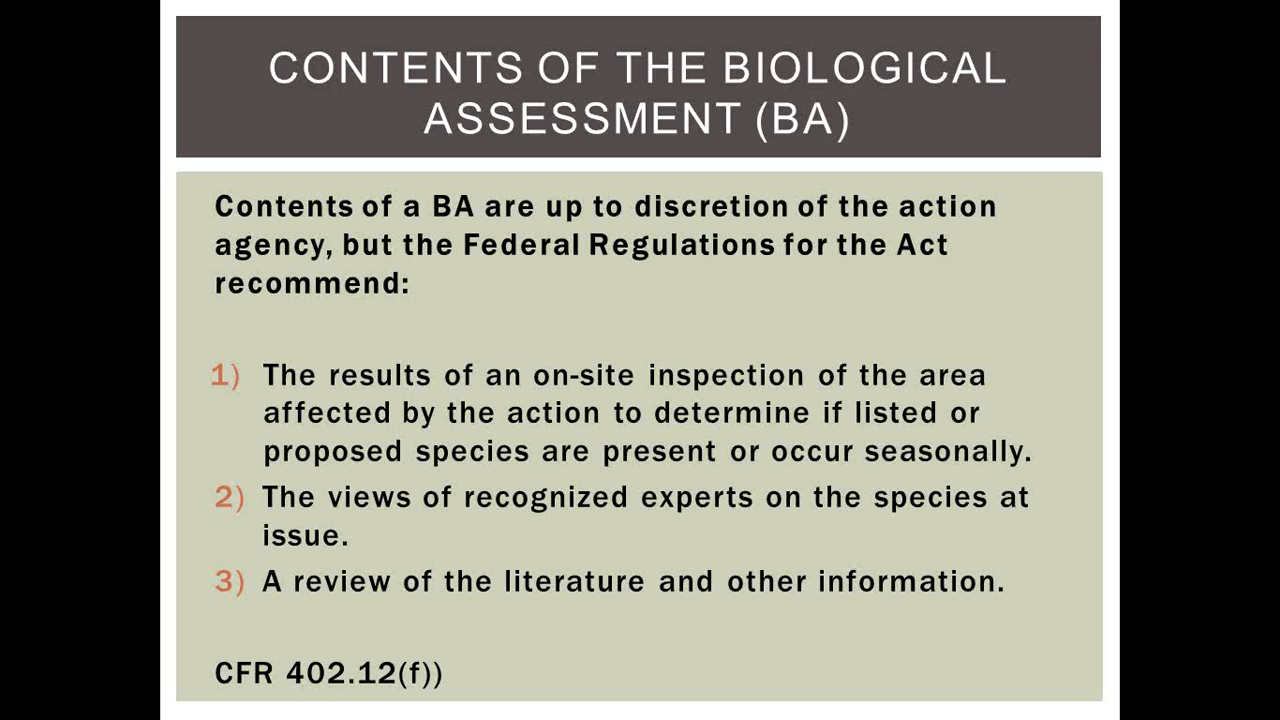 CONTENTS OF THE BIOLOGICAL
ASSESSMENT (BA)
Contents of a BA are up to discretion of the action
agency, but the Federal Regulations for the Act
recommend:
1) The results of an on-site inspection of the area
affected by the action to determine if listed or
proposed species are present or occur seasonally.
2) The views of recognized experts on the species at
issue.
3) A review of the literature and other information.
CFR 402.12(f))